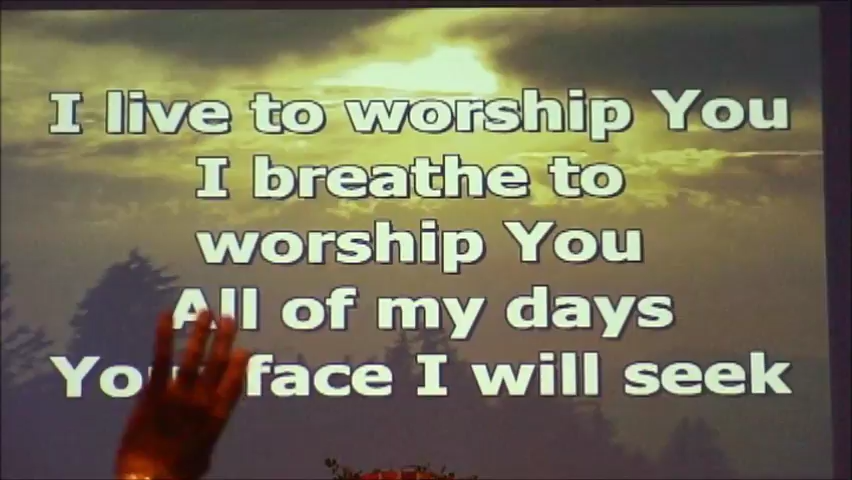 I live to worship You
I breathe to
worship You
All of my days
Your face I will seek